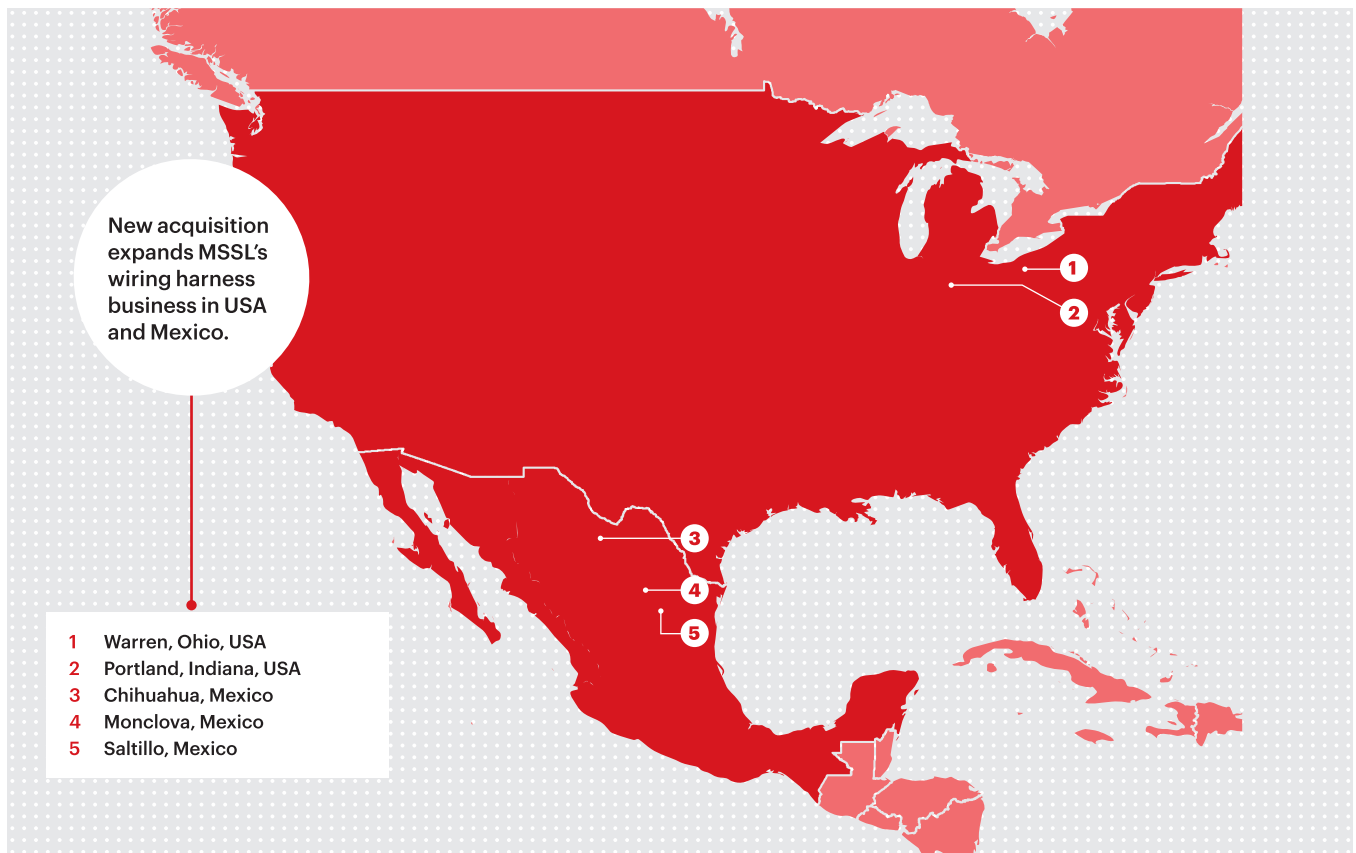 New acquisition
expands MSSL's
wiring harness
business in USA
and Mexico.
1
2
3
4
5
1 Warren, Ohio, USA
2 Portland, Indiana, USA
3 Chihuahua, Mexico
4 Monclova, Mexico
5 Saltillo, Mexico